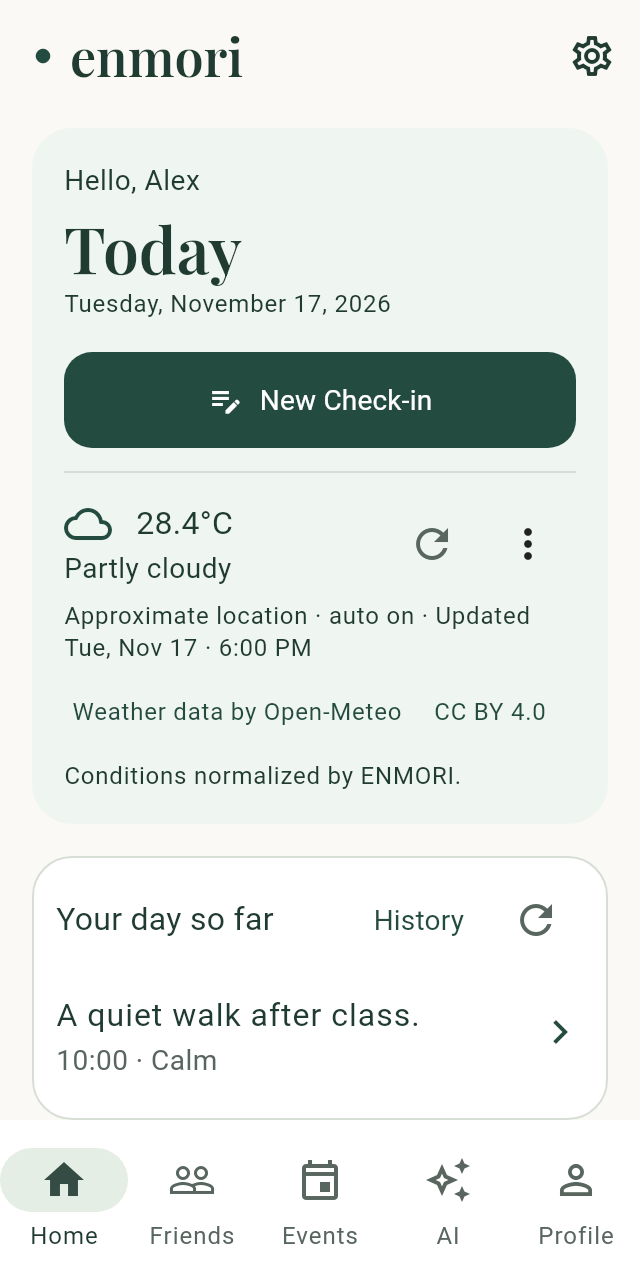 enmori
Hello, Alex
Today
Tuesday, November 17, 2026
New Check-in
28.4°C
Partly cloudy
Approximate location · auto on · Updated
Tue, Nov 17 · 6:00 PM
Weather data by Open-Meteo CC BY 4.0
Conditions normalized by ENMORI.
Your day so far History
A quiet walk after class.
10:00 · Calm
Home Friends Events AI Profile